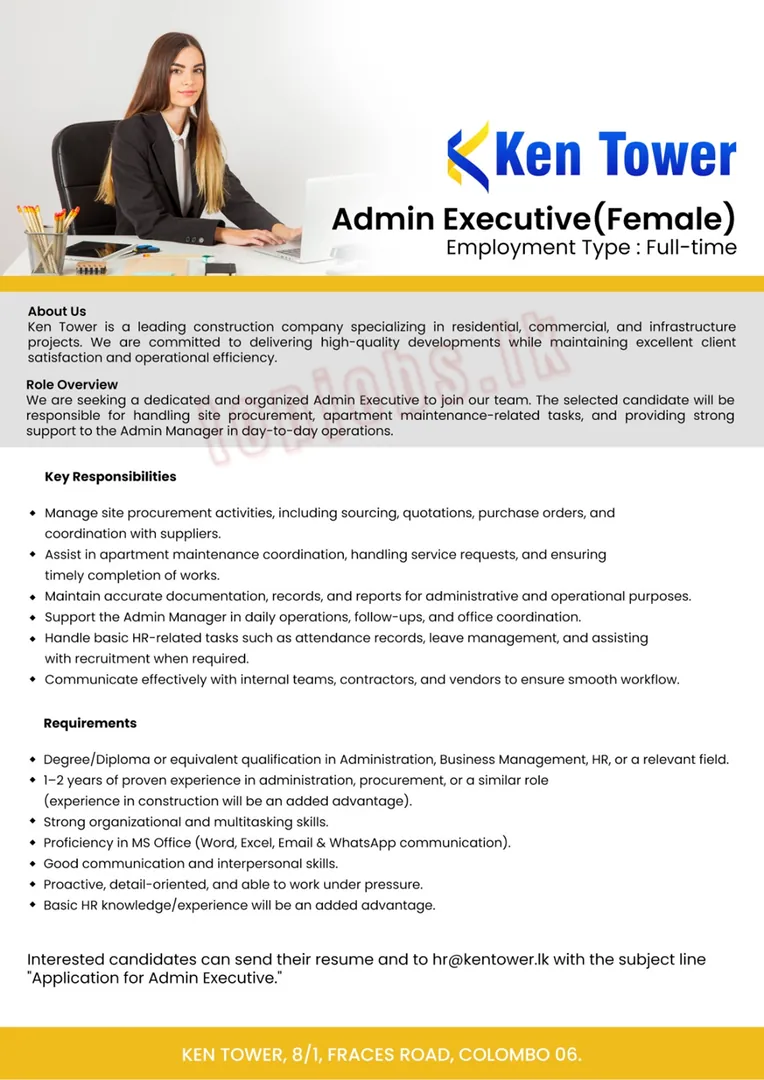 Ken Tower
Admin Executive(Female)
Employment Type : Full-time
About Us
Ken Tower is a leading construction company specializing in residential, commercial, and infrastructure
projects. We are committed to delivering high-quality developments while maintaining excellent client
satisfaction and operational efficiency.
Role Overview
We are seeking a dedicated and organized Admin Executive to join our team. The selected candidate will be
responsible for handling site procurement, apartment maintenance-related tasks, and providing strong
support to the Admin Manager in day-to-day operations.
Key Responsibilities
◆ Manage site procurement activities, including sourcing, quotations, purchase orders, and
coordination with suppliers.
◆ Assist in apartment maintenance coordination, handling service requests, and ensuring
timely completion of works.
◆ Maintain accurate documentation, records, and reports for administrative and operational purposes.
◆ Support the Admin Manager in daily operations, follow-ups, and office coordination.
◆ Handle basic HR-related tasks such as attendance records, leave management, and assisting
with recruitment when required.
◆ Communicate effectively with internal teams, contractors, and vendors to ensure smooth workflow.
Requirements
◆ Degree/Diploma or equivalent qualification in Administration, Business Management, HR, or a relevant field.
◆ 1–2 years of proven experience in administration, procurement, or a similar role
(experience in construction will be an added advantage).
◆ Strong organizational and multitasking skills.
◆ Proficiency in MS Office (Word, Excel, Email & WhatsApp communication).
◆ Good communication and interpersonal skills.
◆ Proactive, detail-oriented, and able to work under pressure.
◆ Basic HR knowledge/experience will be an added advantage.
Interested candidates can send their resume and to hr@kentower.lk with the subject line
"Application for Admin Executive."
KEN TOWER, 8/1, FRACES ROAD, COLOMBO 06.